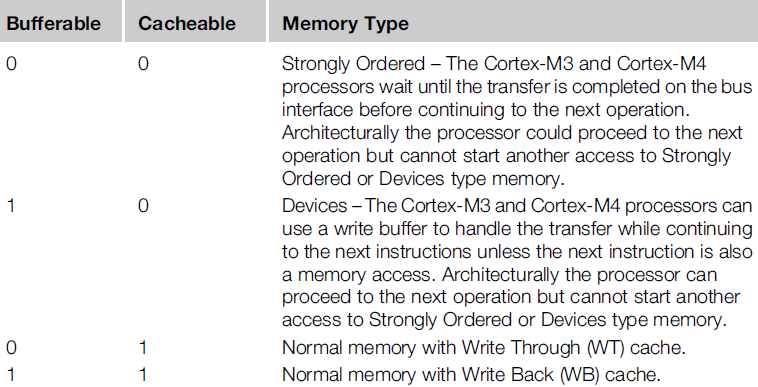 Bufferable Cacheable Memory Type
0 0 Strongly Ordered – The Cortex-M3 and Cortex-M4
processors wait until the transfer is completed on the bus
interface before continuing to the next operation.
Architecturally the processor could proceed to the next
operation but cannot start another access to Strongly
Ordered or Devices type memory.
1 0 Devices – The Cortex-M3 and Cortex-M4 processors can
use a write buffer to handle the transfer while continuing
to the next instructions unless the next instruction is also
a memory access. Architecturally the processor can
proceed to the next operation but cannot start another
access to Strongly Ordered or Devices type memory.
0 1 Normal memory with Write Through (WT) cache.
1 1 Normal memory with Write Back (WB) cache.